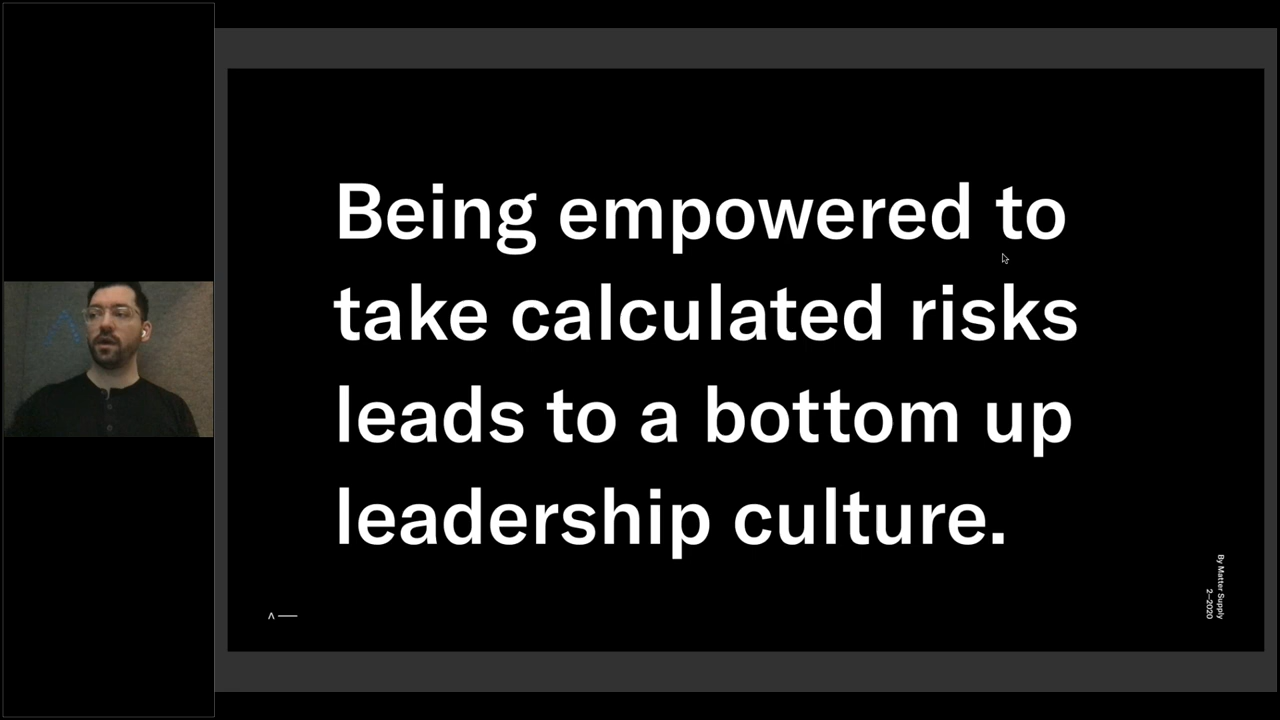 Being empowered to
take calculated risks
leads to a bottom up
leadership culture.
By Matter Supply
2–2020